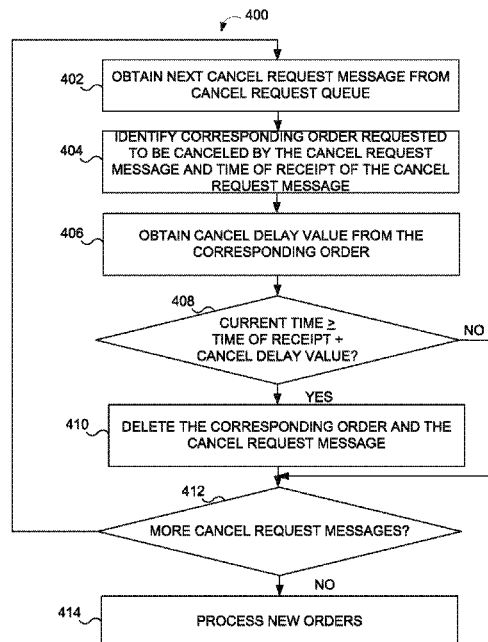 400
402
OBTAIN NEXT CANCEL REQUEST MESSAGE FROM
CANCEL REQUEST QUEUE
404
IDENTIFY CORRESPONDING ORDER REQUESTED
TO BE CANCELED BY THE CANCEL REQUEST
MESSAGE AND TIME OF RECEIPT OF THE CANCEL
REQUEST MESSAGE
406
OBTAIN CANCEL DELAY VALUE FROM THE
CORRESPONDING ORDER
408
CURRENT TIME ≥
TIME OF RECEIPT +
CANCEL DELAY VALUE?
NO
YES
410
DELETE THE CORRESPONDING ORDER AND THE
CANCEL REQUEST MESSAGE
412
MORE CANCEL REQUEST MESSAGES?
NO
414
PROCESS NEW ORDERS